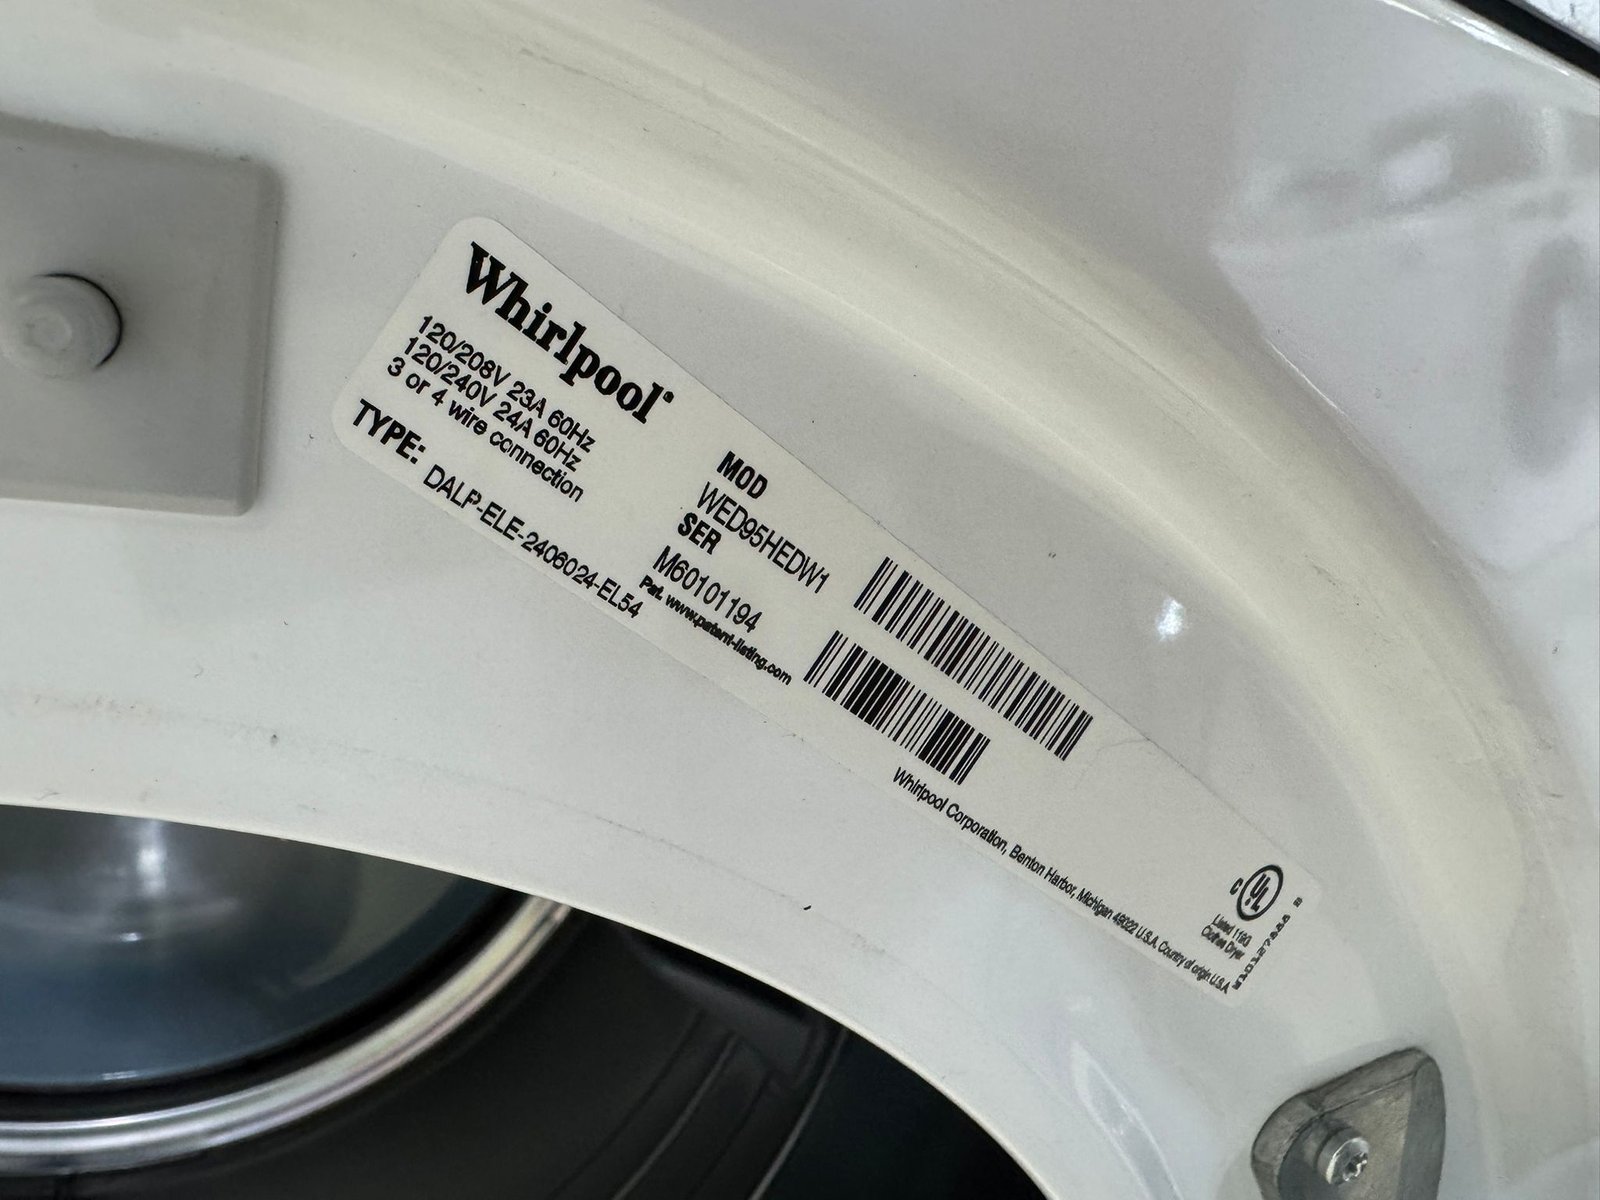 Whirlpool®
120/208V 23A 60Hz
120/240V 24A 60Hz
3 or 4 wire connection
TYPE: DALP-ELE-2406024-EL54
MOD
WED95HEDW1
SER
M60101194
Pat. www.patent-listing.com
Whirlpool Corporation, Benton Harbor, Michigan 49022 U.S.A. Country of origin U.S.A.
C UL
Listed
Clothes Dryer